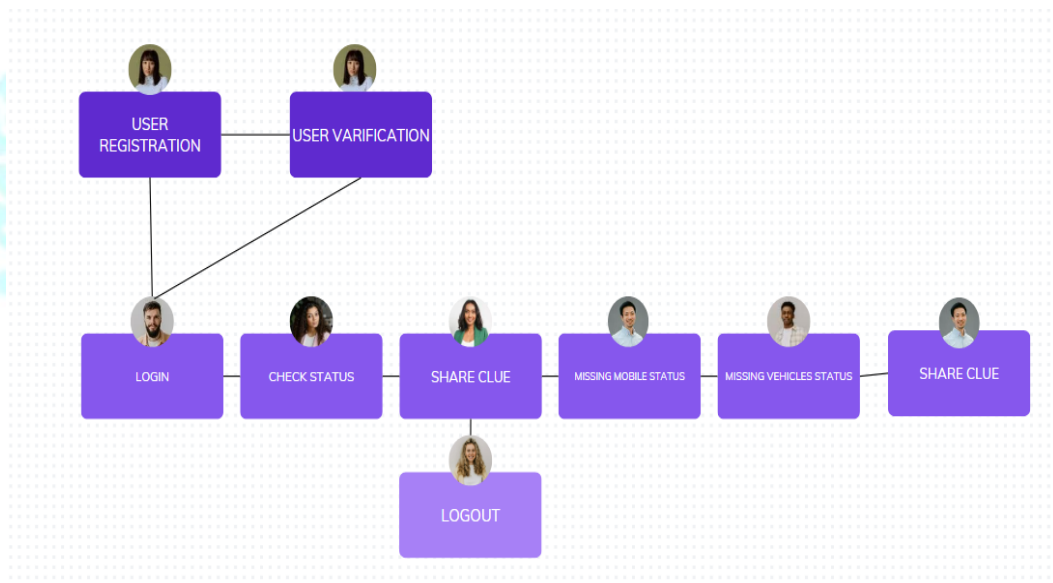 USER
REGISTRATION
USER VARIFICATION
LOGIN
CHECK STATUS
SHARE CLUE
MISSING MOBILE STATUS
MISSING VEHICLES STATUS
SHARE CLUE
LOGOUT